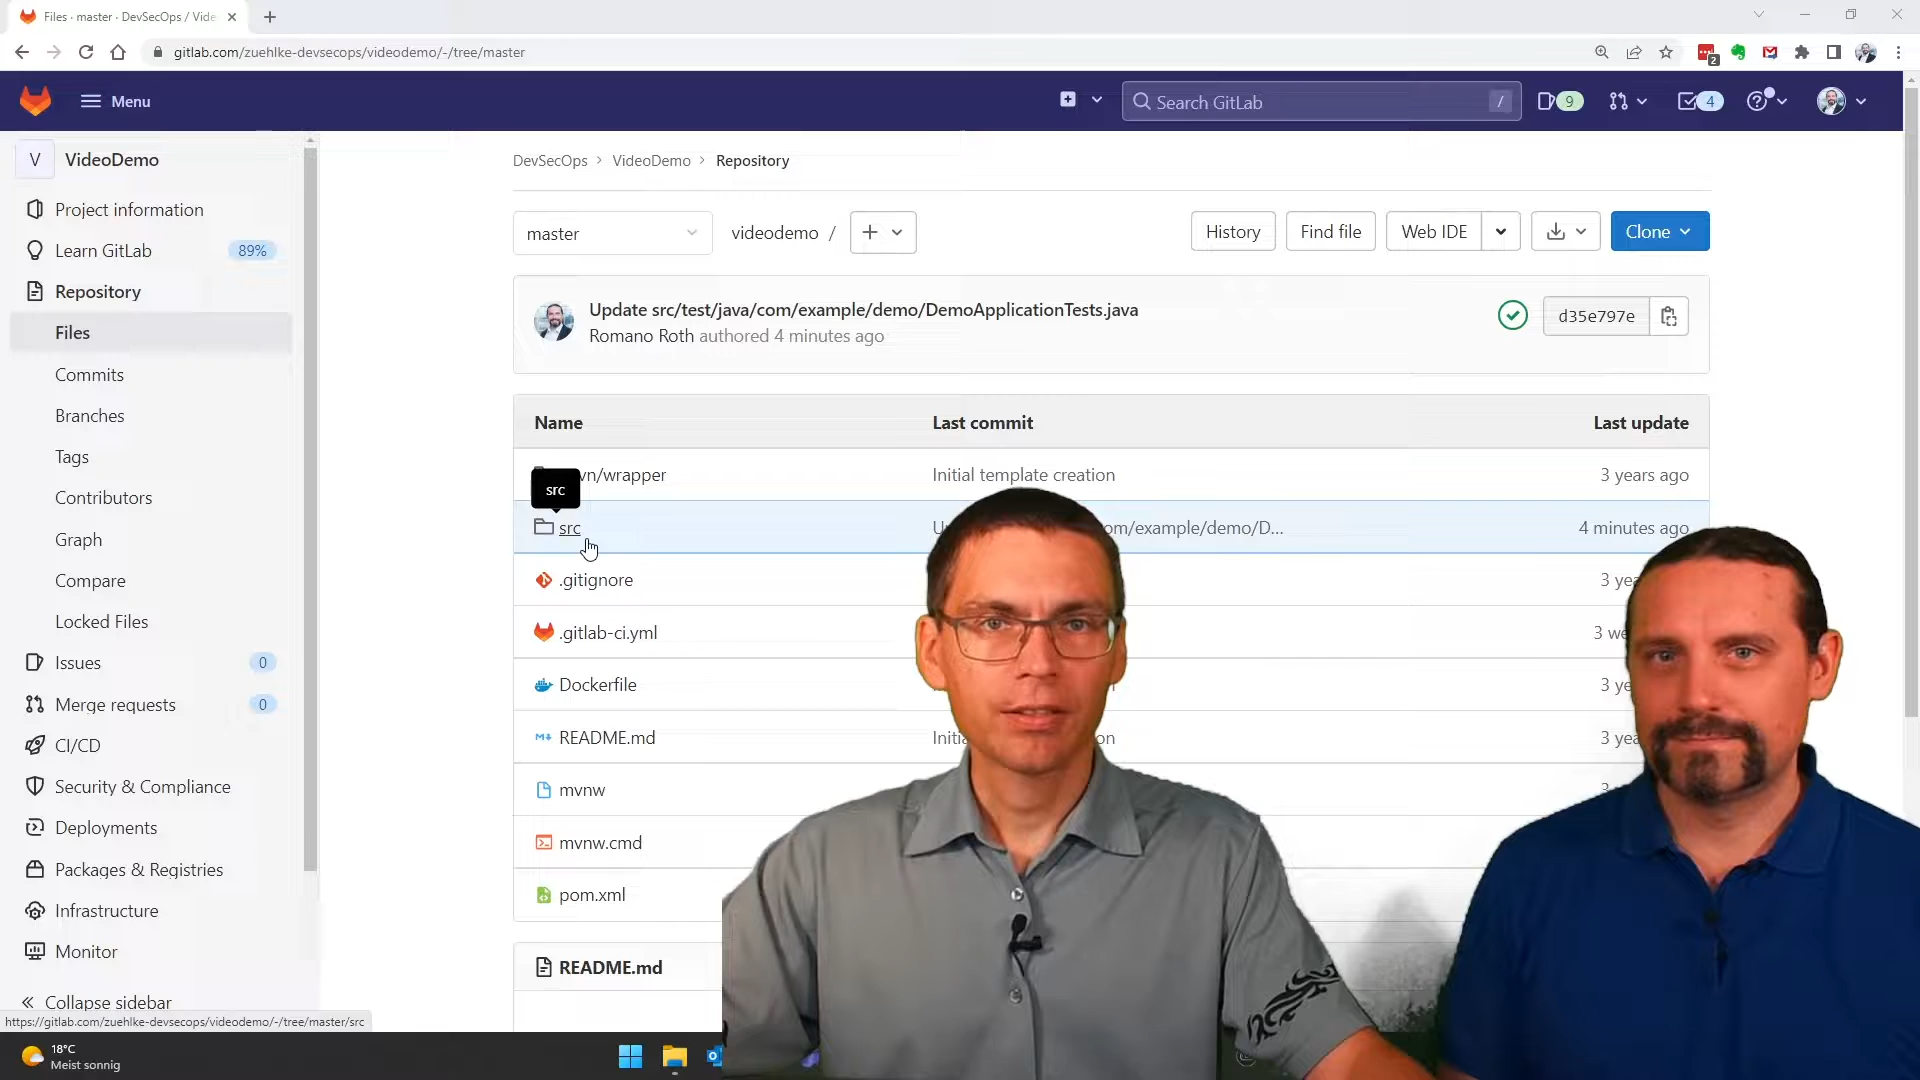 Files · master · DevSecOps / Vide
gitlab.com/zuehlke-devsecops/videodemo/-/tree/master
2
Menu
Search GitLab
/
9
4
V
VideoDemo
Project information
Learn GitLab
89%
Repository
Files
Commits
Branches
Tags
Contributors
Graph
Compare
Locked Files
Issues
0
Merge requests
0
CI/CD
Security & Compliance
Deployments
Packages & Registries
Infrastructure
Monitor
Collapse sidebar
https://gitlab.com/zuehlke-devsecops/videodemo/-/tree/master/src
DevSecOps > VideoDemo > Repository
master
videodemo /
History
Find file
Web IDE
Clone
Update src/test/java/com/example/demo/DemoApplicationTests.java
Romano Roth authored 4 minutes ago
d35e797e
Name
Last commit
Last update
vn/wrapper
Initial template creation
3 years ago
src
src
om/example/demo/D...
4 minutes ago
.gitignore
3
.gitlab-ci.yml
3
Dockerfile
3
README.md
3
mvnw
mvnw.cmd
pom.xml
README.md
18°C
Meist sonnig